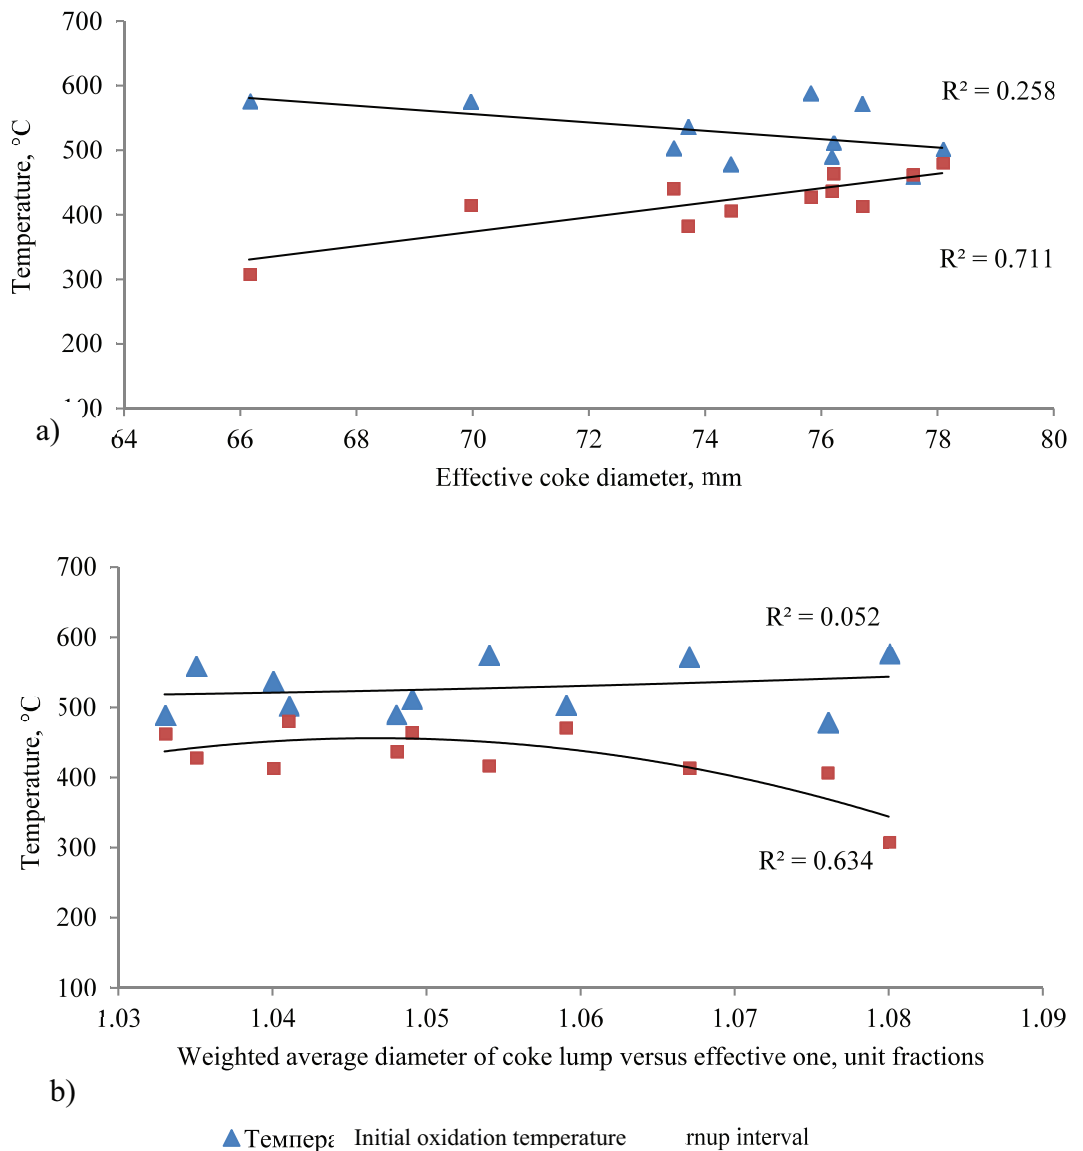 700
600
500
400
300
200
R² = 0.258
R² = 0.711
Temperature, °C
a)
64 66 68 70 72 74 76 78 80
Effective coke diameter, mm
700
600
500
400
300
200
100
R² = 0.052
R² = 0.634
Temperature, °C
1.03 1.04 1.05 1.06 1.07 1.08 1.09
Weighted average diameter of coke lump versus effective one, unit fractions
b)
Initial oxidation temperature interval